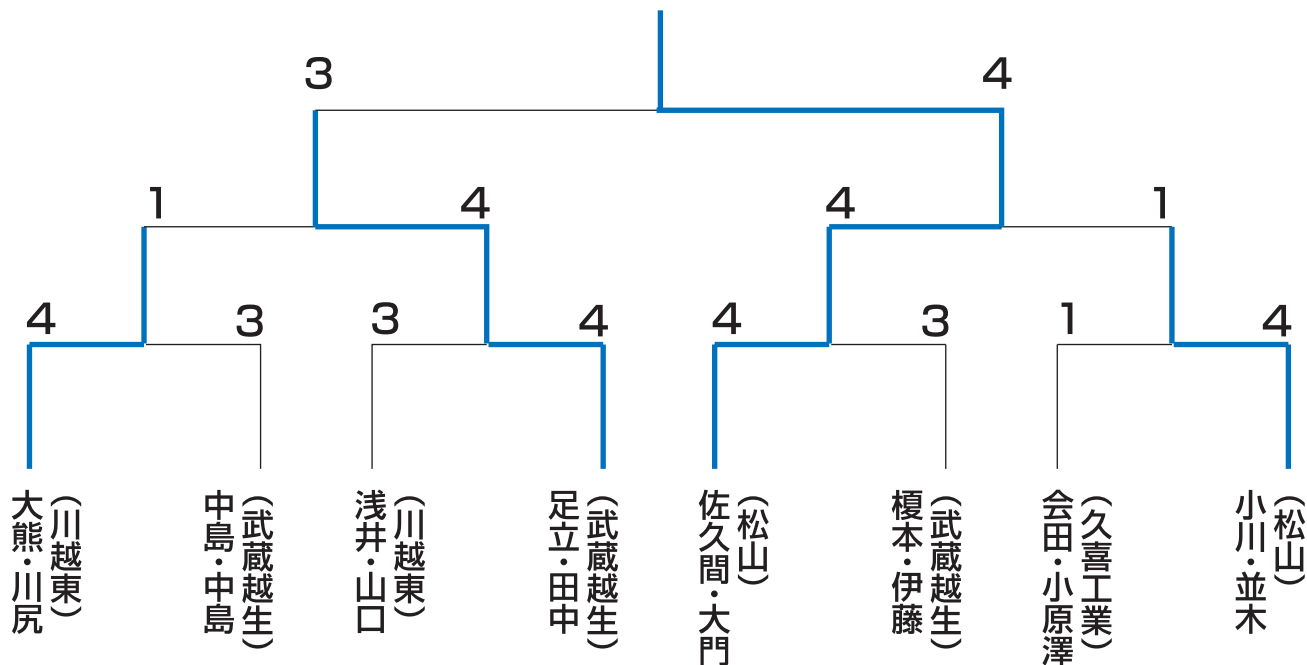 3
4
1
4
4
1
4
3
3
4
4
3
1
4
大熊・川尻
（川越東）
中島・中島
（武蔵越生）
浅井・山口
（川越東）
足立・田中
（武蔵越生）
佐久間・大門
（松山）
榎本・伊藤
（武蔵越生）
会田・小原澤
（久喜工業）
小川・並木
（松山）